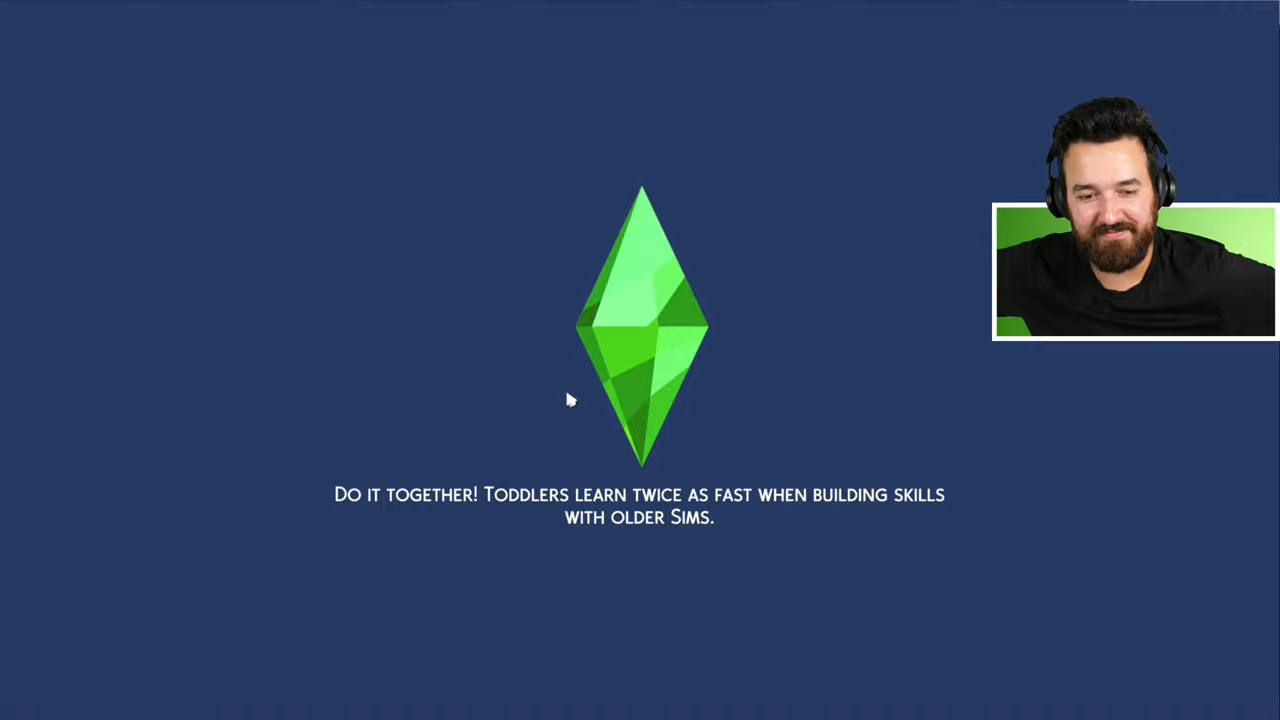 Do it together! Toddlers learn twice as fast when building skills
with older Sims.